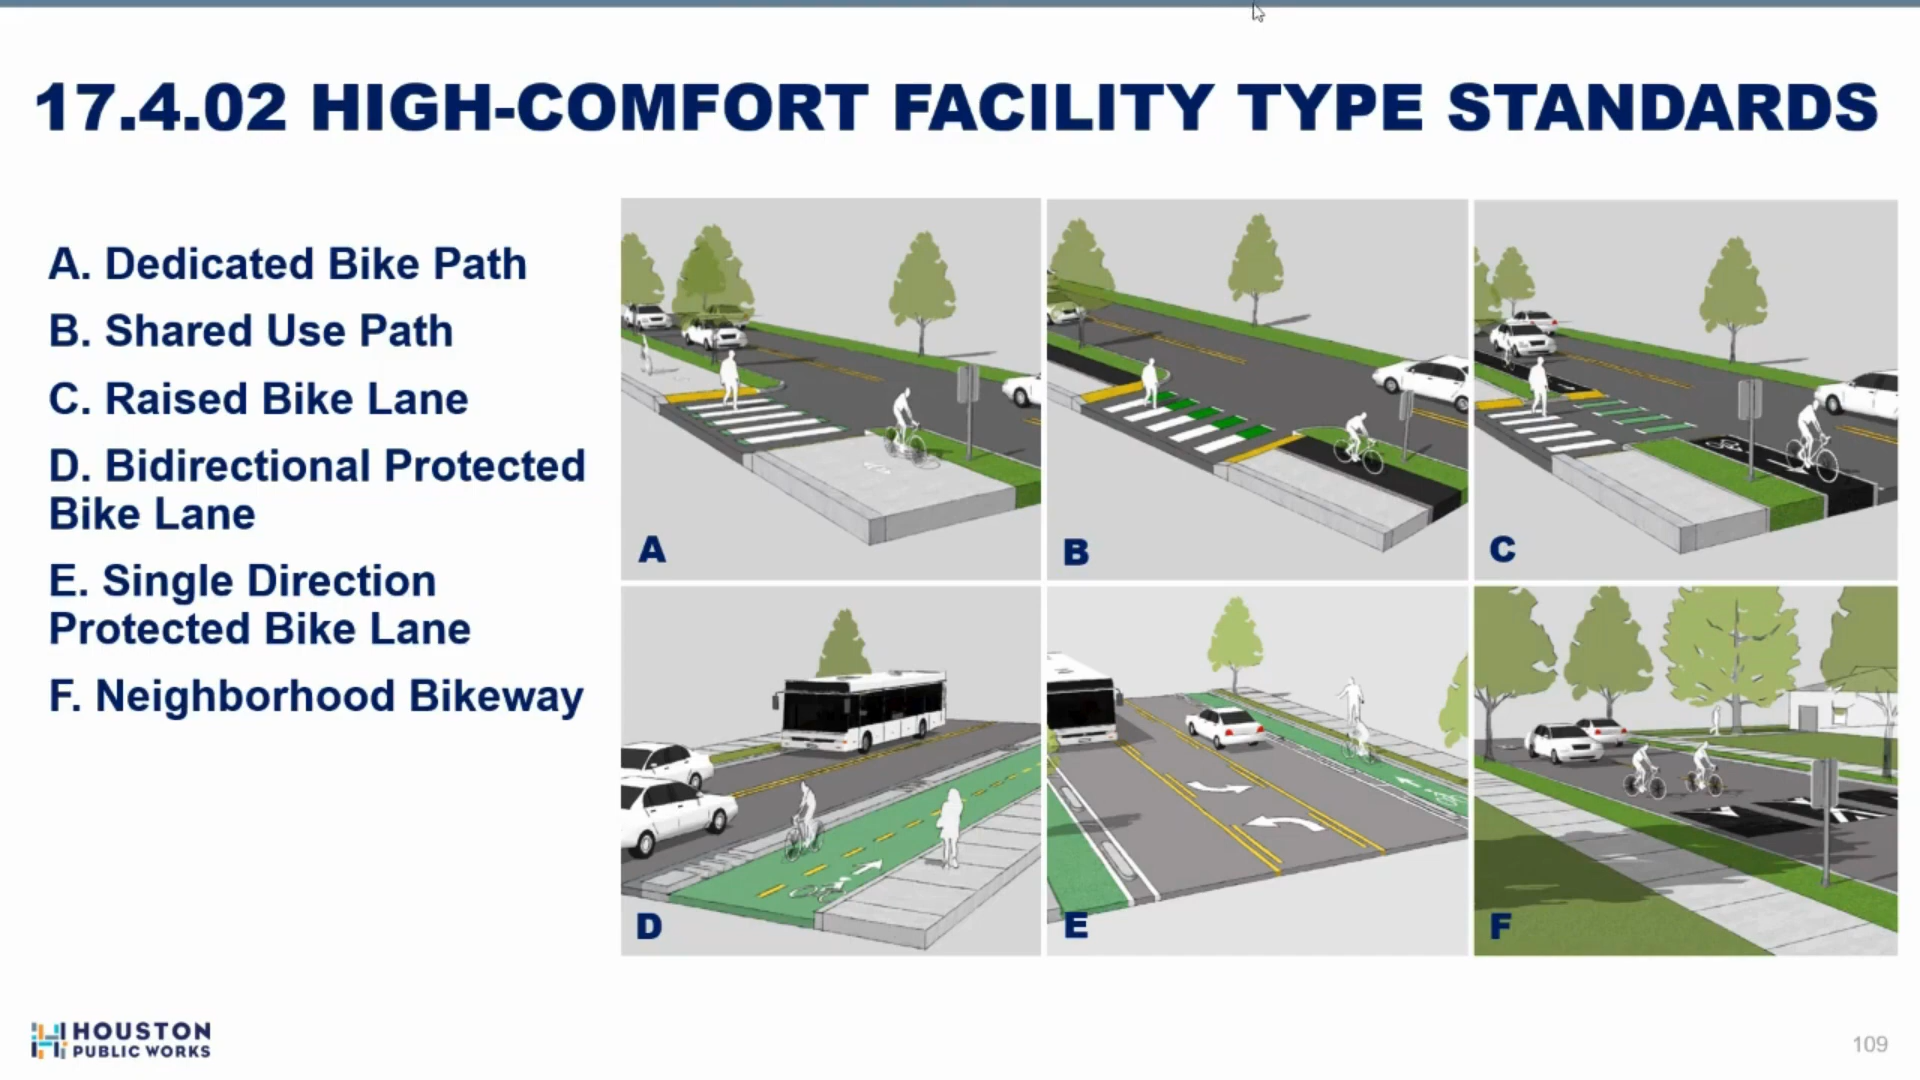 17.4.02 HIGH-COMFORT FACILITY TYPE STANDARDS
A. Dedicated Bike Path
B. Shared Use Path
C. Raised Bike Lane
D. Bidirectional Protected
Bike Lane
E. Single Direction
Protected Bike Lane
F. Neighborhood Bikeway
A
B
C
D
E
F
HOUSTON
PUBLIC WORKS
109